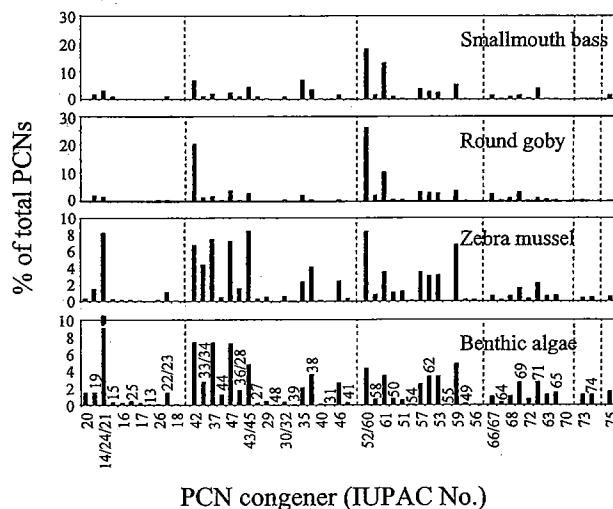 % of total PCNs
30
20
10
0
Smallmouth bass
30
20
10
0
Round goby
10
8
6
4
2
0
Zebra mussel
10
8
6
4
2
0
Benthic algae
19 15 25 13 22/23 33/34 44 36/28 27 48 39 38 31 41 58 50 54 62 55 49 64 69 71 65 74
20 14/24/21 16 17 26 18 42 37 47 43/45 29 30/32 35 40 46 52/60 61 51 57 53 59 56 66/67 68 72 63 70 73 75
PCN congener (IUPAC No.)